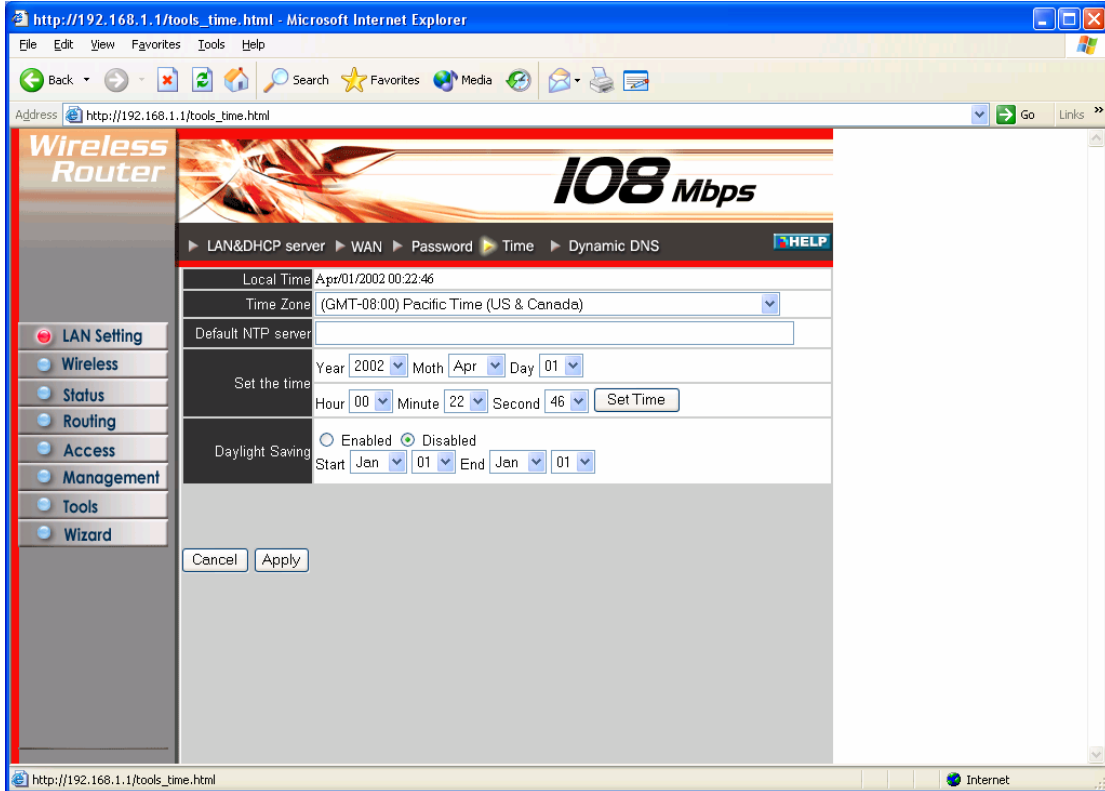 http://192.168.1.1/tools_time.html - Microsoft Internet Explorer
File Edit View Favorites Tools Help
Back Search Favorites Media
Address http://192.168.1.1/tools_time.html Go Links »
Wireless
Router
108 Mbps
LAN&DHCP server WAN Password Time Dynamic DNS HELP
Local Time Apr/01/2002 00:22:46
Time Zone (GMT-08:00) Pacific Time (US & Canada)
Default NTP server
Set the time
Year 2002 Moth Apr Day 01
Hour 00 Minute 22 Second 46 Set Time
Daylight Saving
Enabled Disabled
Start Jan 01 End Jan 01
Cancel Apply
LAN Setting
Wireless
Status
Routing
Access
Management
Tools
Wizard
http://192.168.1.1/tools_time.html Internet